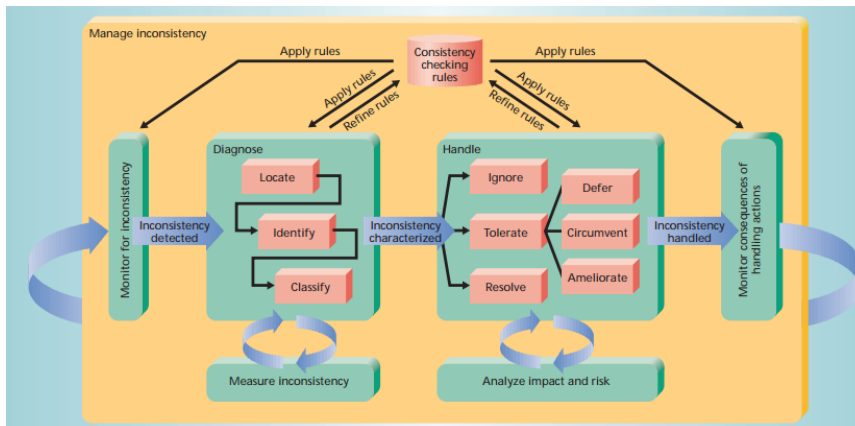 Manage inconsistency
Apply rules
Consistency
checking
rules
Apply rules
Apply rules
Refine rules
Apply rules
Refine rules
Monitor for inconsistency
Inconsistency
detected
Diagnose
Locate
Identify
Classify
Inconsistency
characterized
Handle
Ignore
Tolerate
Resolve
Defer
Circumvent
Ameliorate
Inconsistency
handled
Monitor consequences of
handling actions
Measure inconsistency
Analyze impact and risk